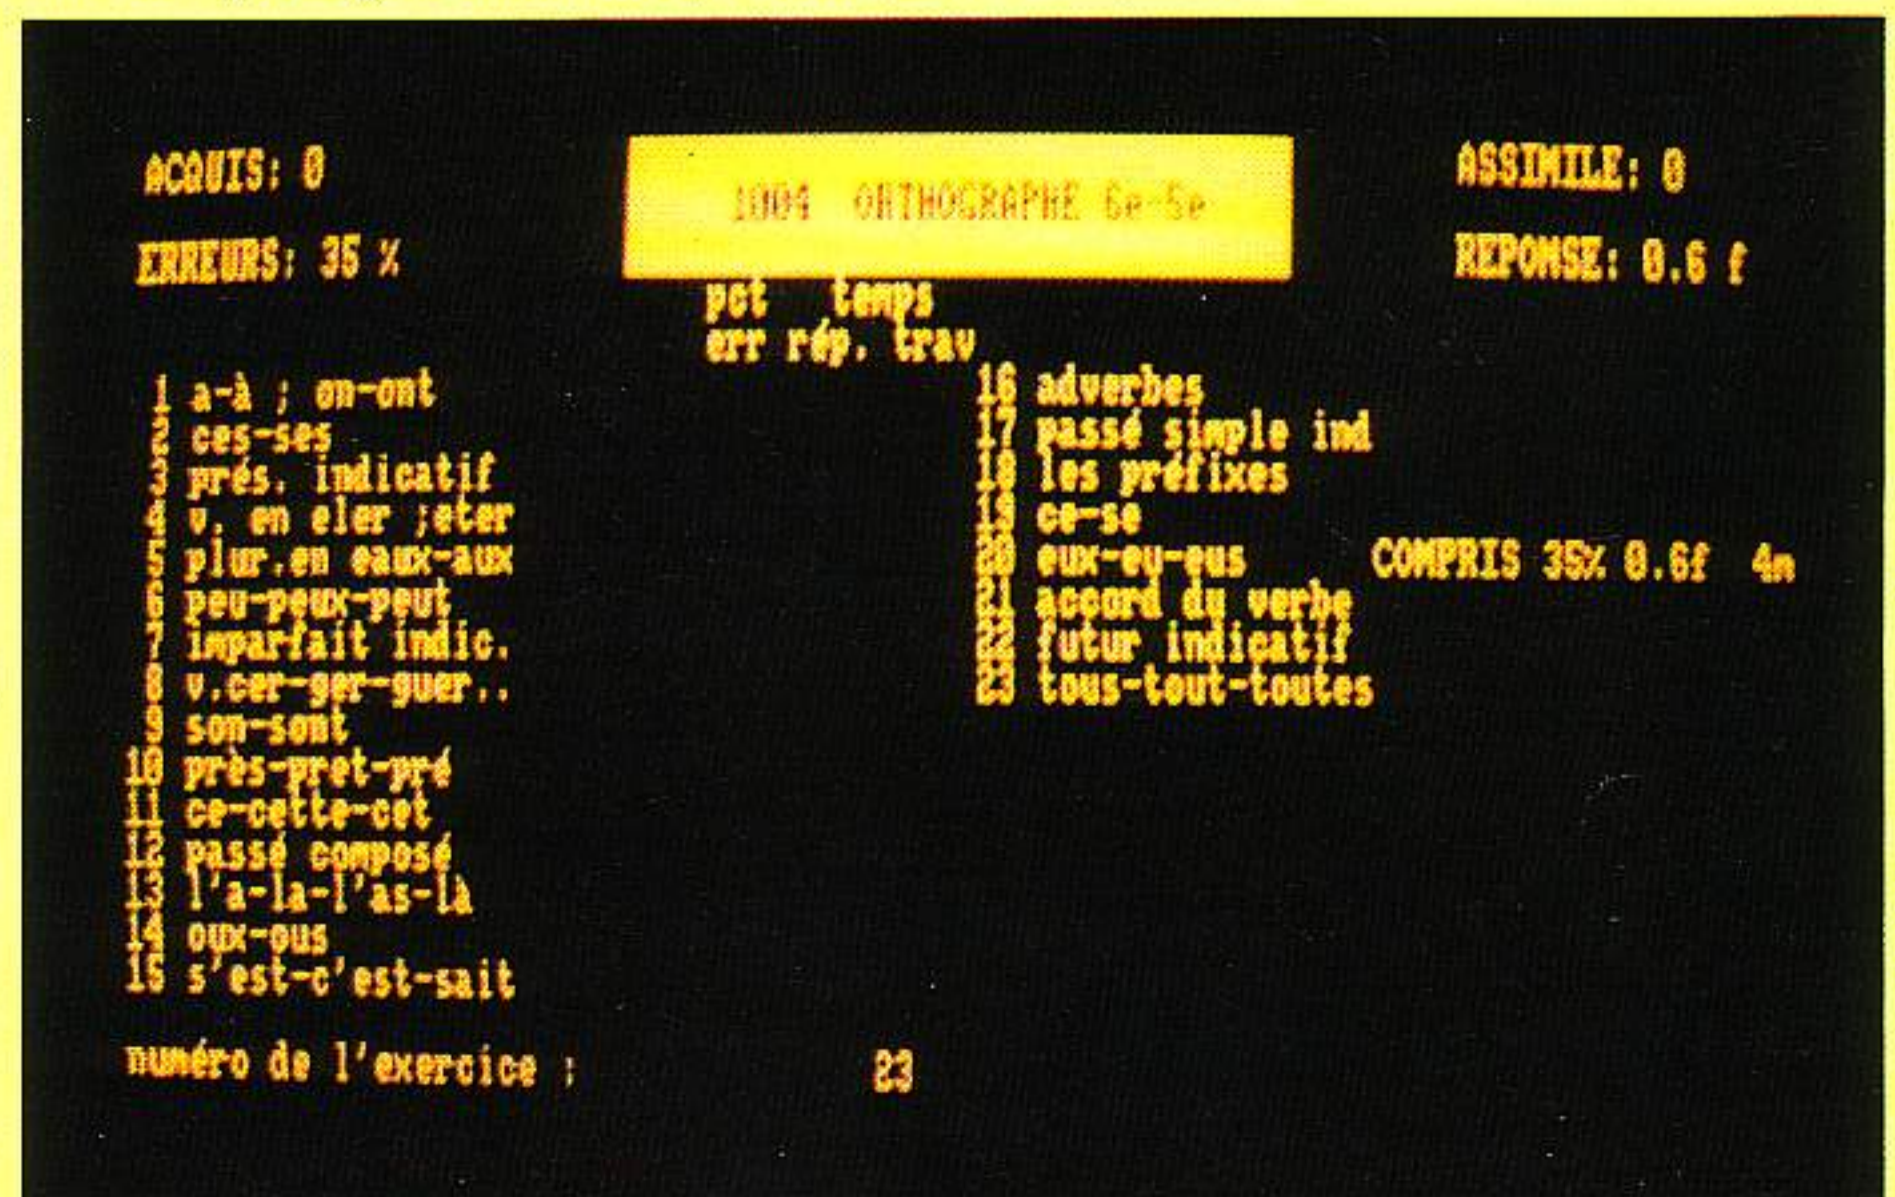 ACQUIS: 0
1004 ORTHOGRAPHE 6e-5e
ASSIMILE: 0
ERREURS: 35 %
REPONSE: 0.6 f
pct temps
err rép. trav
1 a-à ; on-ont
2 ces-ses
3 prés. indicatif
4 v. en eler ;eter
5 plur.en eaux-aux
6 peu-peux-peut
7 imparfait indic.
8 v.cer-ger-guer..
9 son-sont
10 près-pret-pré
11 ce-cette-cet
12 passé composé
13 l'a-la-l'as-là
14 oux-ous
15 s'est-c'est-sait
16 adverbes
17 passé simple ind
18 les préfixes
19 ce-se
20 eux-eu-eus COMPRIS 35% 0.6f 4m
21 accord du verbe
22 futur indicatif
23 tous-tout-toutes
numéro de l'exercice : 23